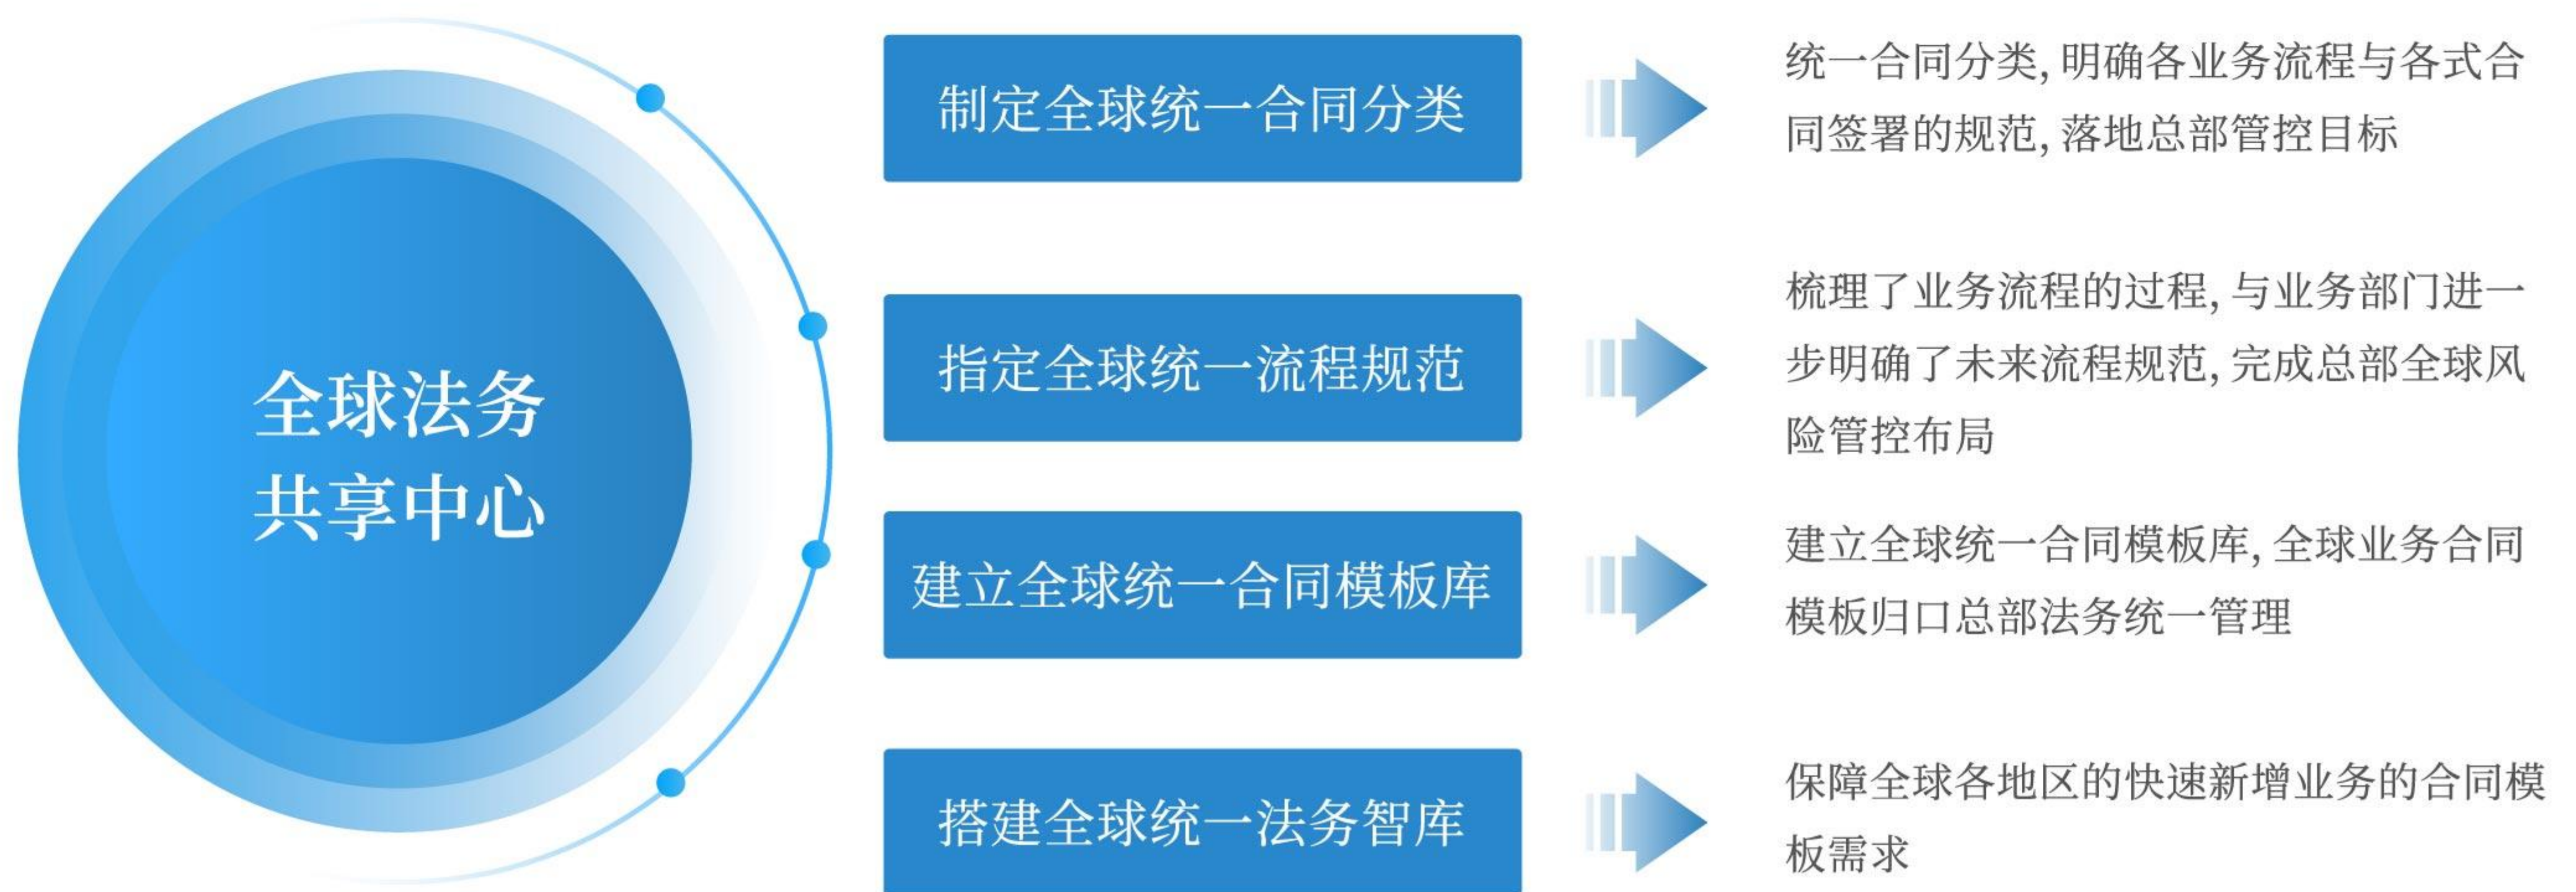 全球法务
共享中心
制定全球统一合同分类
统一合同分类, 明确各业务流程与各式合
同签署的规范, 落地总部管控目标
指定全球统一流程规范
梳理了业务流程的过程, 与业务部门进一
步明确了未来流程规范, 完成总部全球风
险管控布局
建立全球统一合同模板库
建立全球统一合同模板库, 全球业务合同
模板归口总部法务统一管理
搭建全球统一法务智库
保障全球各地区的快速新增业务的合同模
板需求